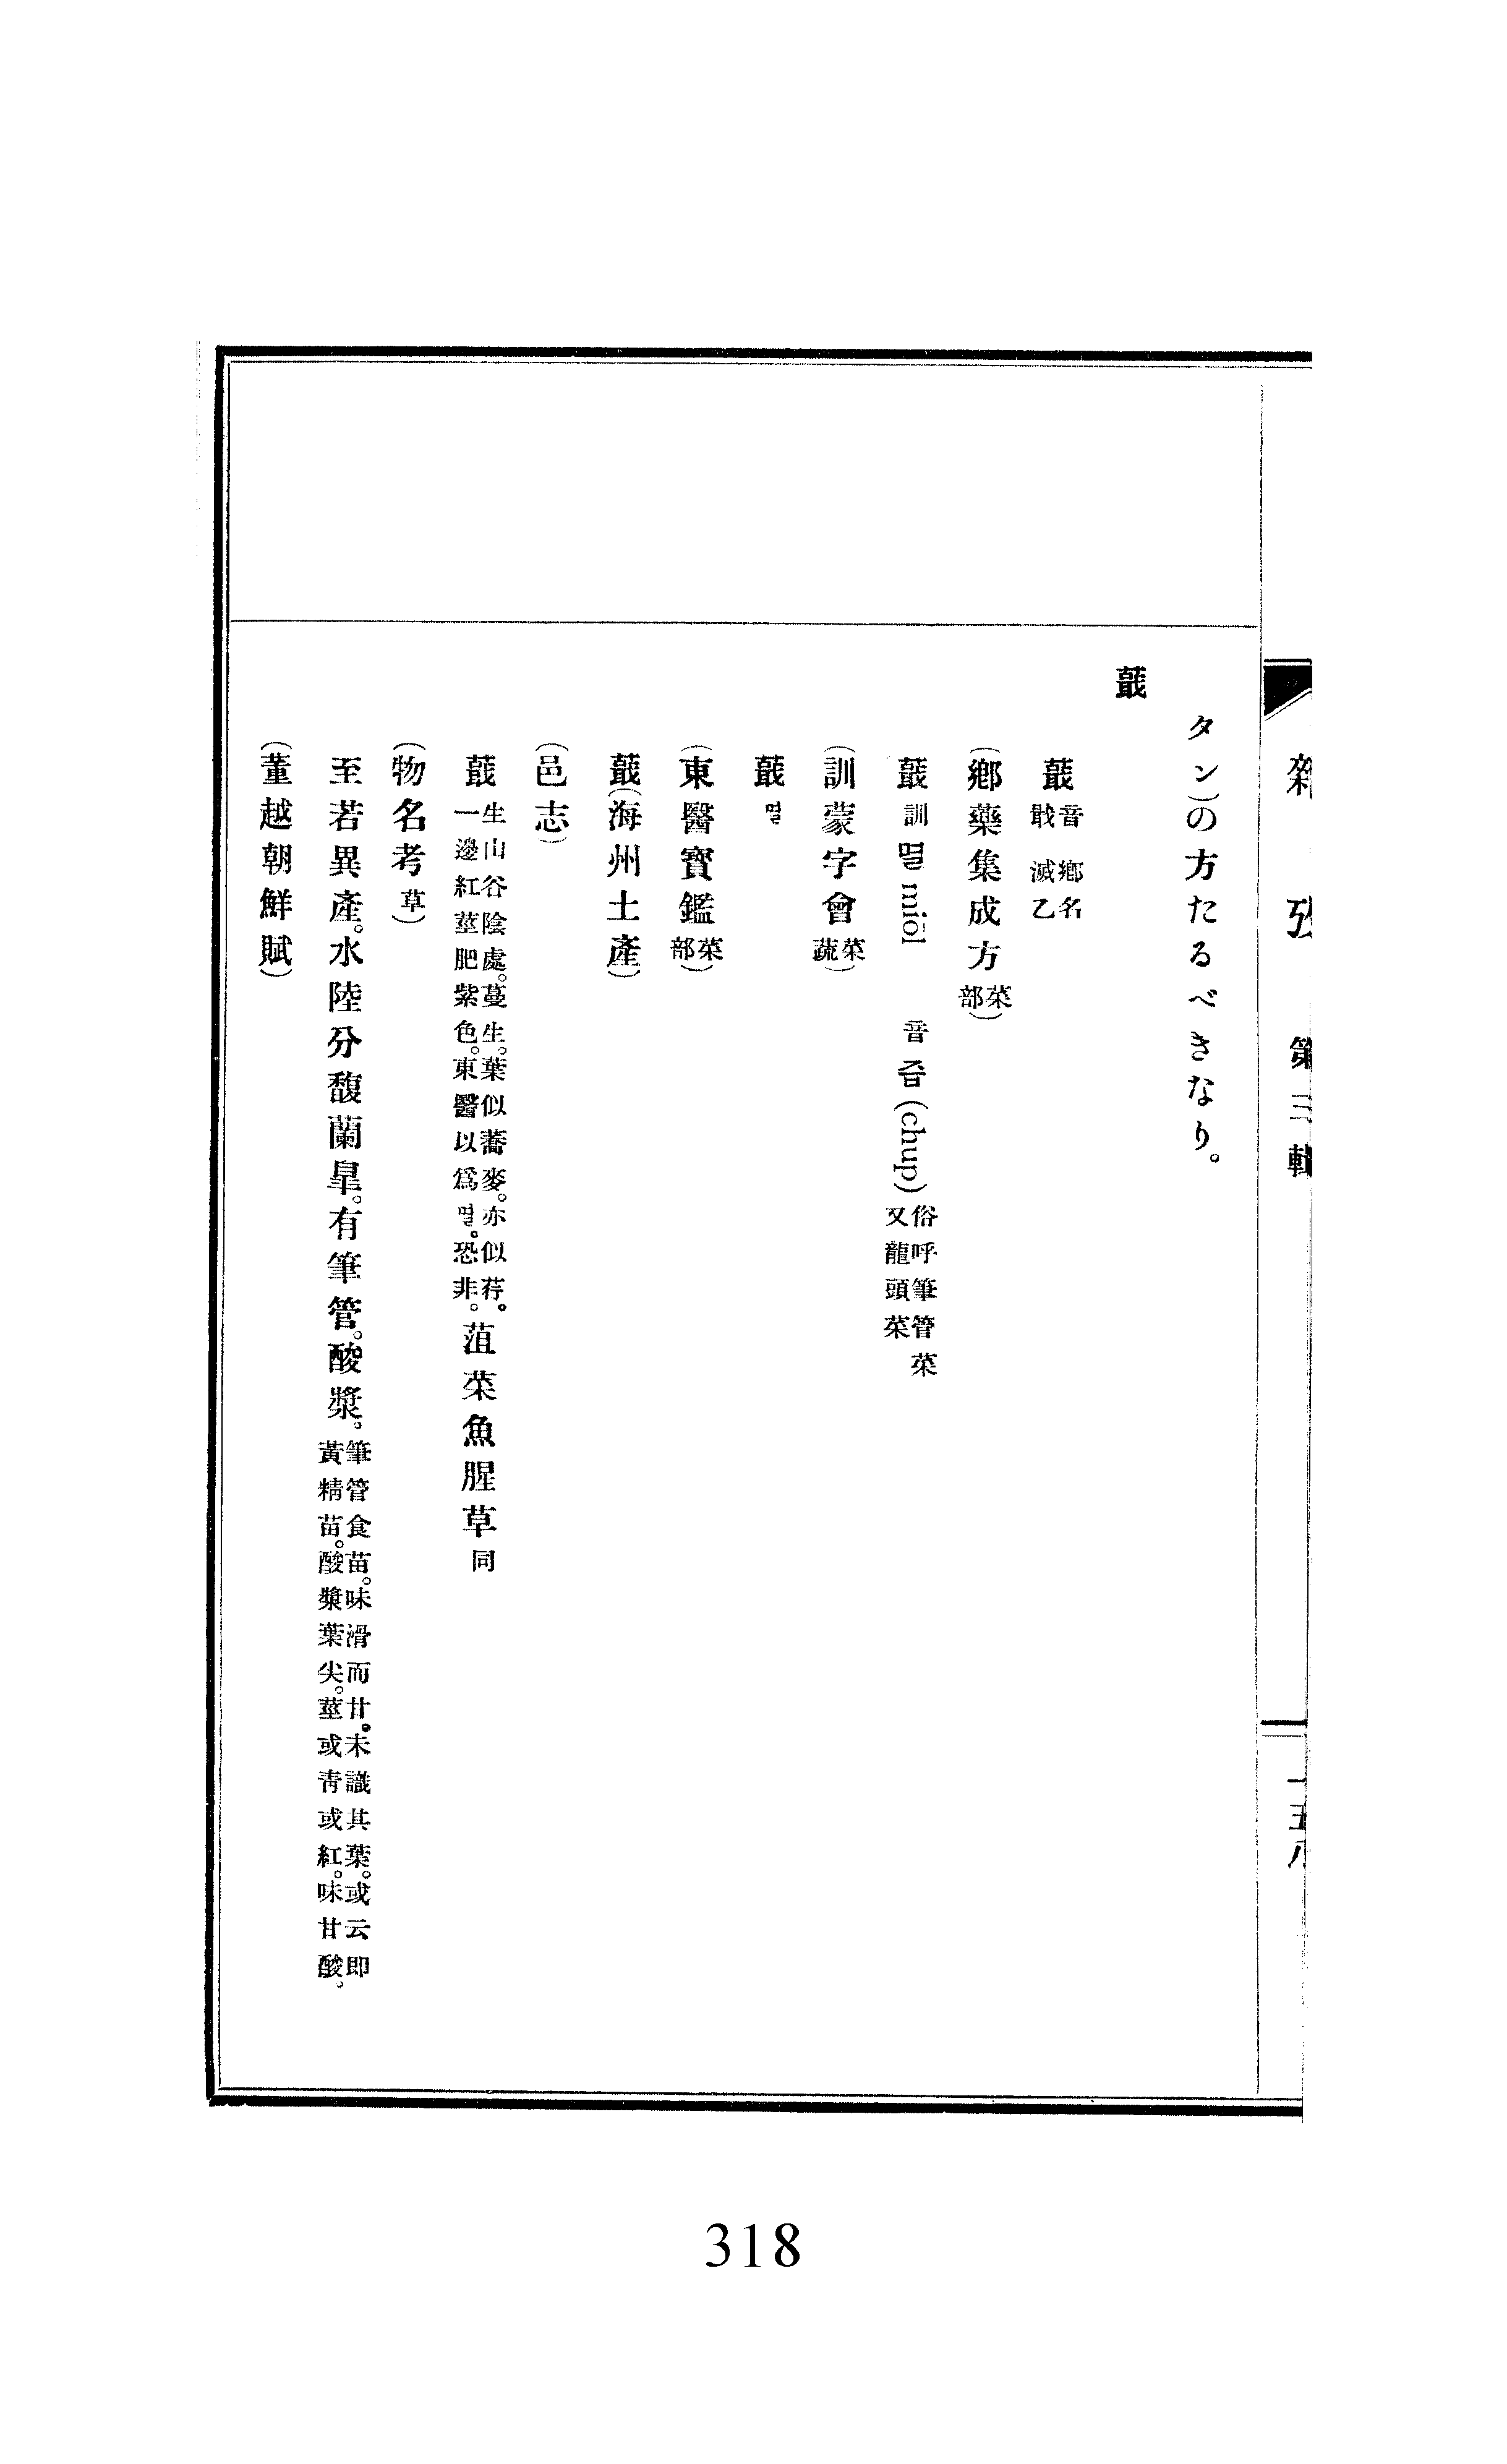 雜攷 第三輯
一五八
タン)の方たるべきなり。
蕺
蕺 音戢 鄕名 滅乙
(鄕藥集成方 菜部)
蕺 訓 멸 miöl 音 즙 (chup) 俗呼筆管菜 又龍頭菜
(訓蒙字會 菜蔬)
蕺 멸
(東醫寶鑑 菜部)
蕺(海州土產)
(邑志)
蕺 生山谷陰處。蔓生。葉似蕎麥。亦似荇。一邊紅莖肥紫色。東醫以爲멸。恐非。 菹菜魚腥草 同
(物名考 草)
至若異產。水陸分馥蘭皐。有筆管。酸漿。筆管食苗。味滑而甘。未識其葉。或云卽黃精苗。酸漿葉尖。莖或靑或紅。味甘酸。
(董越朝鮮賦)
318